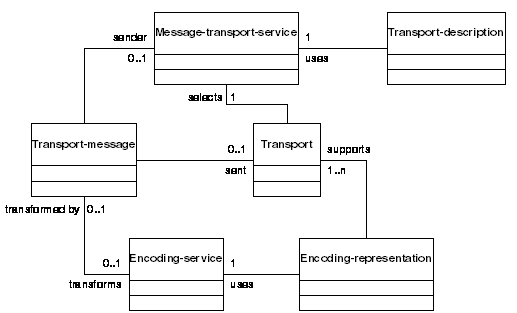 sender
Message-transport-service
1
Transport-description
0..1
uses
selects
1
Transport-message
0..1
Transport
supports
sent
1..n
transformed by
0..1
0..1
Encoding-service
1
Encoding-representation
transforms
uses